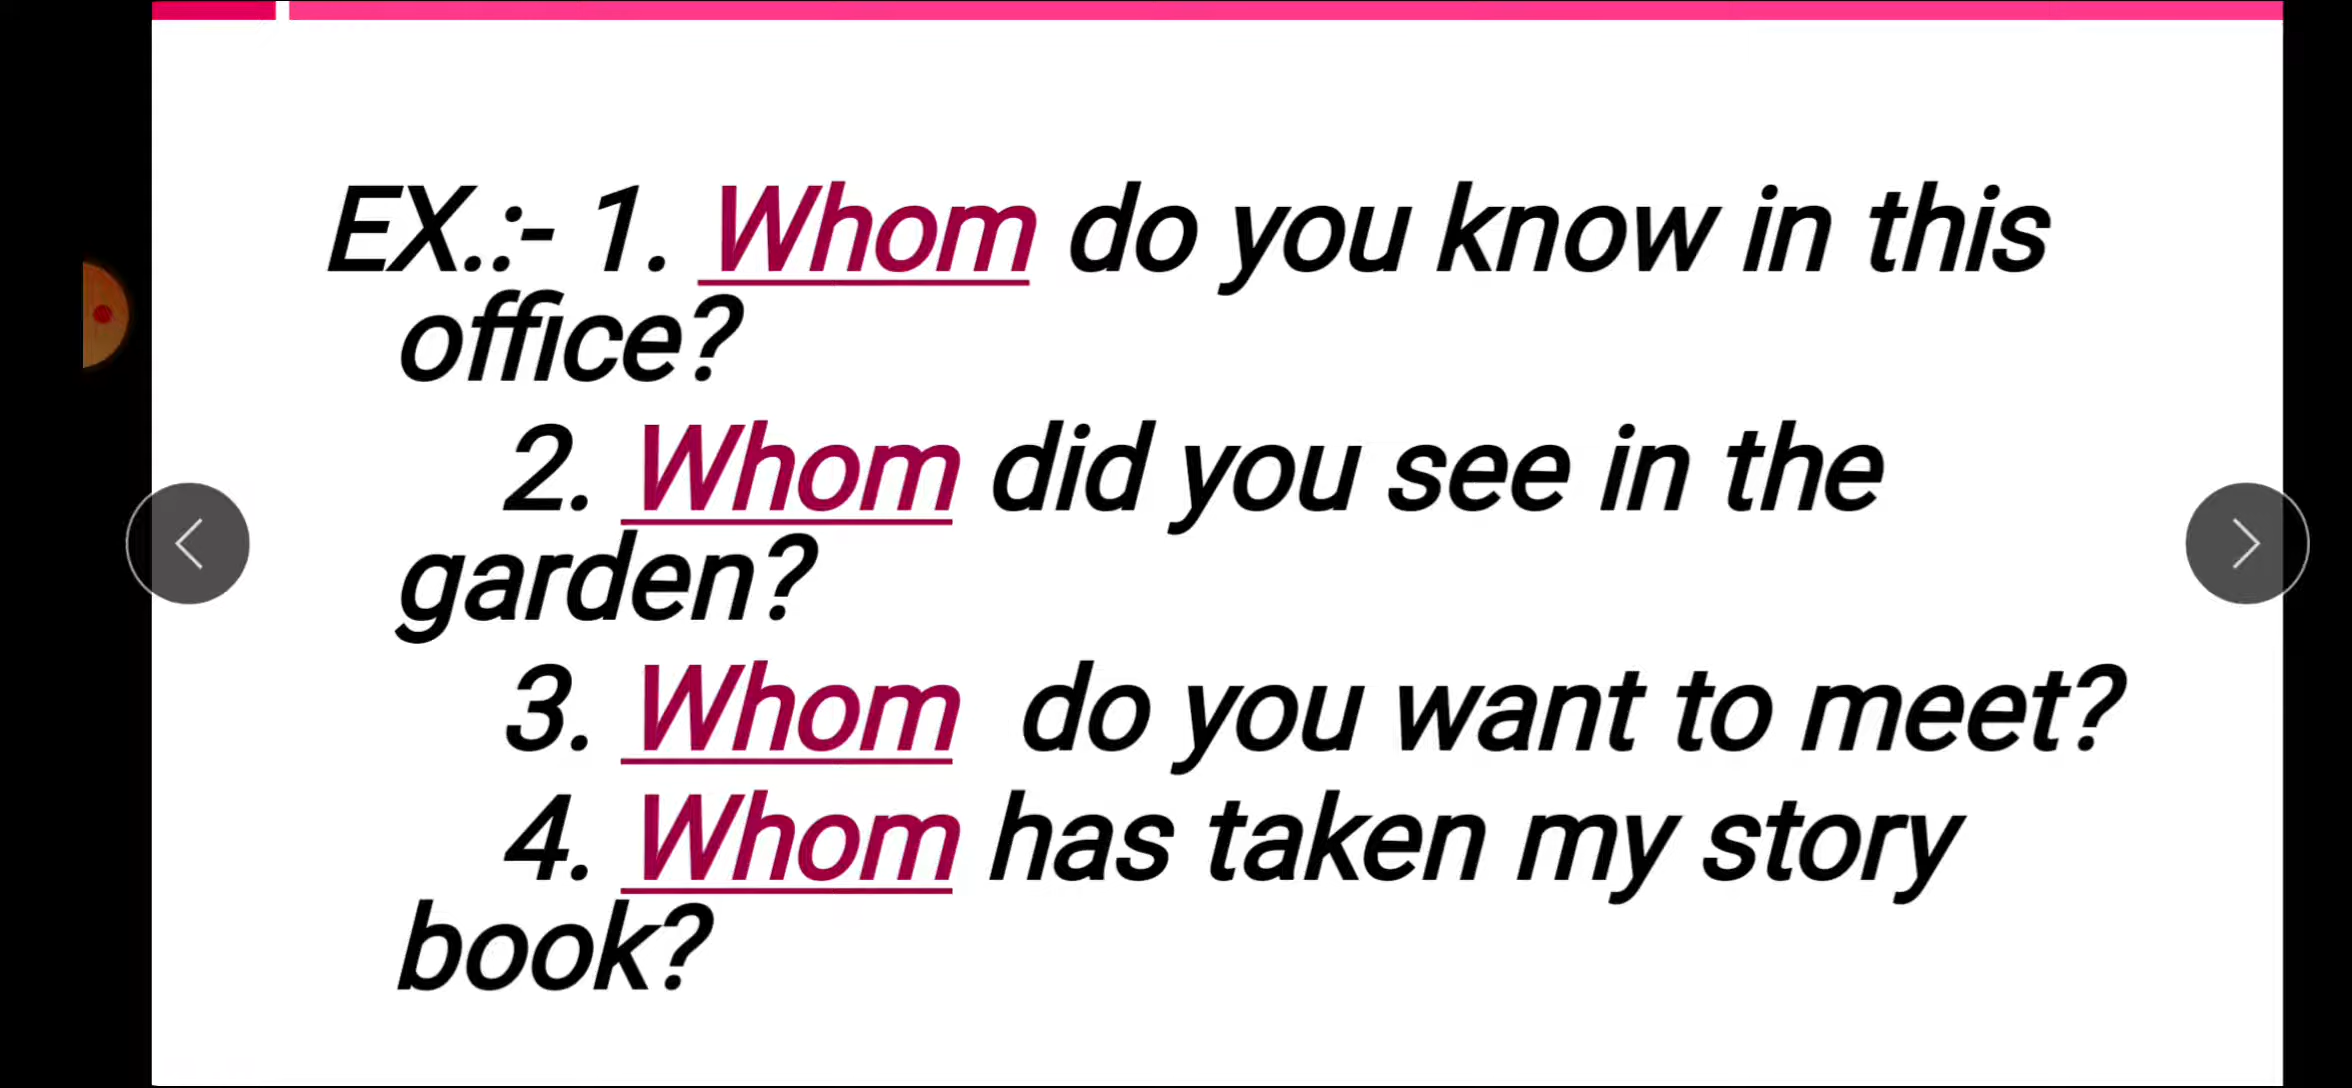 EX.:- 1. Whom do you know in this
office?
2. Whom did you see in the
garden?
3. Whom do you want to meet?
4. Whom has taken my story
book?